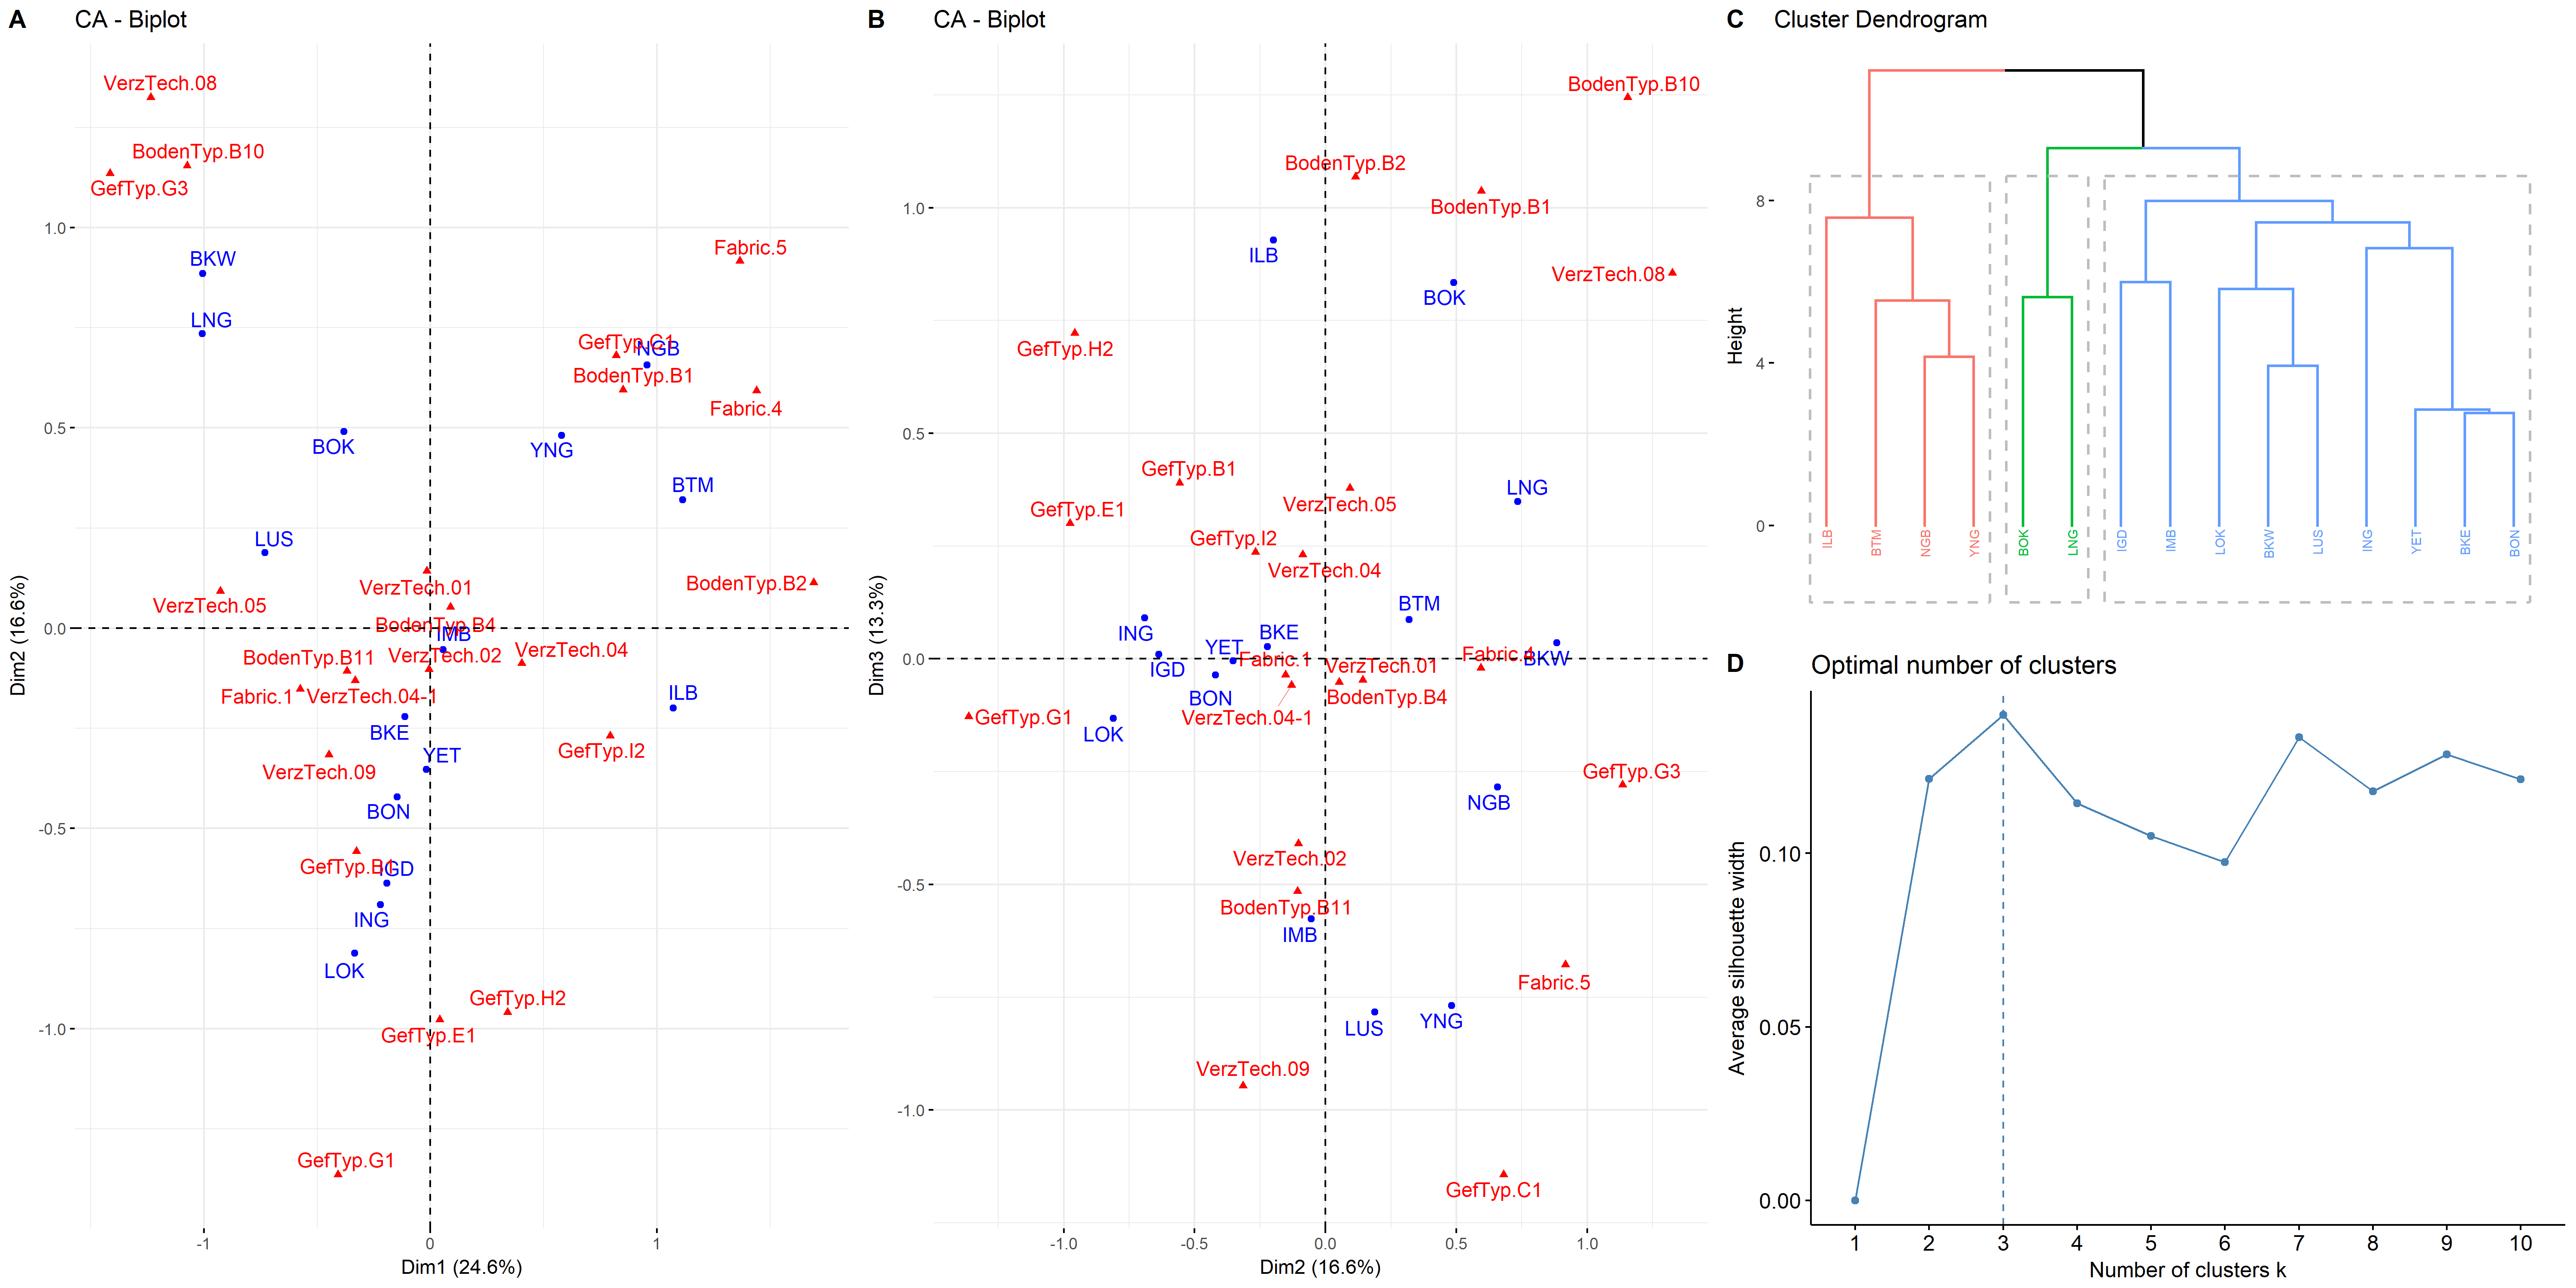 A
CA - Biplot
VerzTech.08
BodenTyp.B10
GefTyp.G3
BKW
LNG
Fabric.5
GefTyp.C1
NGB
BodenTyp.B1
Fabric.4
BOK
YNG
BTM
LUS
VerzTech.05
VerzTech.01
BodenTyp.B2
BodenTyp.B4
IMB
VerzTech.02
VerzTech.04
BodenTyp.B11
Fabric.1
VerzTech.04-1
ILB
BKE
YET
GefTyp.I2
VerzTech.09
BON
GefTyp.B1
IGD
ING
LOK
GefTyp.H2
GefTyp.E1
GefTyp.G1
1.0
0.5
0.0
-0.5
-1.0
Dim2 (16.6%)
-1
0
1
Dim1 (24.6%)
B
CA - Biplot
BodenTyp.B10
BodenTyp.B2
BodenTyp.B1
ILB
VerzTech.08
BOK
GefTyp.H2
GefTyp.B1
LNG
VerzTech.05
GefTyp.E1
GefTyp.I2
VerzTech.04
BTM
ING
YET
BKE
Fabric.1
VerzTech.01
Fabric.4
BKW
IGD
BON
BodenTyp.B4
GefTyp.G1
VerzTech.04-1
LOK
GefTyp.G3
NGB
VerzTech.02
BodenTyp.B11
IMB
Fabric.5
LUS
YNG
VerzTech.09
GefTyp.C1
1.0
0.5
0.0
-0.5
-1.0
Dim3 (13.3%)
-1.0
-0.5
0.0
0.5
1.0
Dim2 (16.6%)
C
Cluster Dendrogram
8
4
0
Height
ILB
BTM
NGB
YNG
BOK
LNG
IGD
IMB
LOK
BKW
LUS
ING
YET
BKE
BON
D
Optimal number of clusters
0.10
0.05
0.00
Average silhouette width
1
2
3
4
5
6
7
8
9
10
Number of clusters k